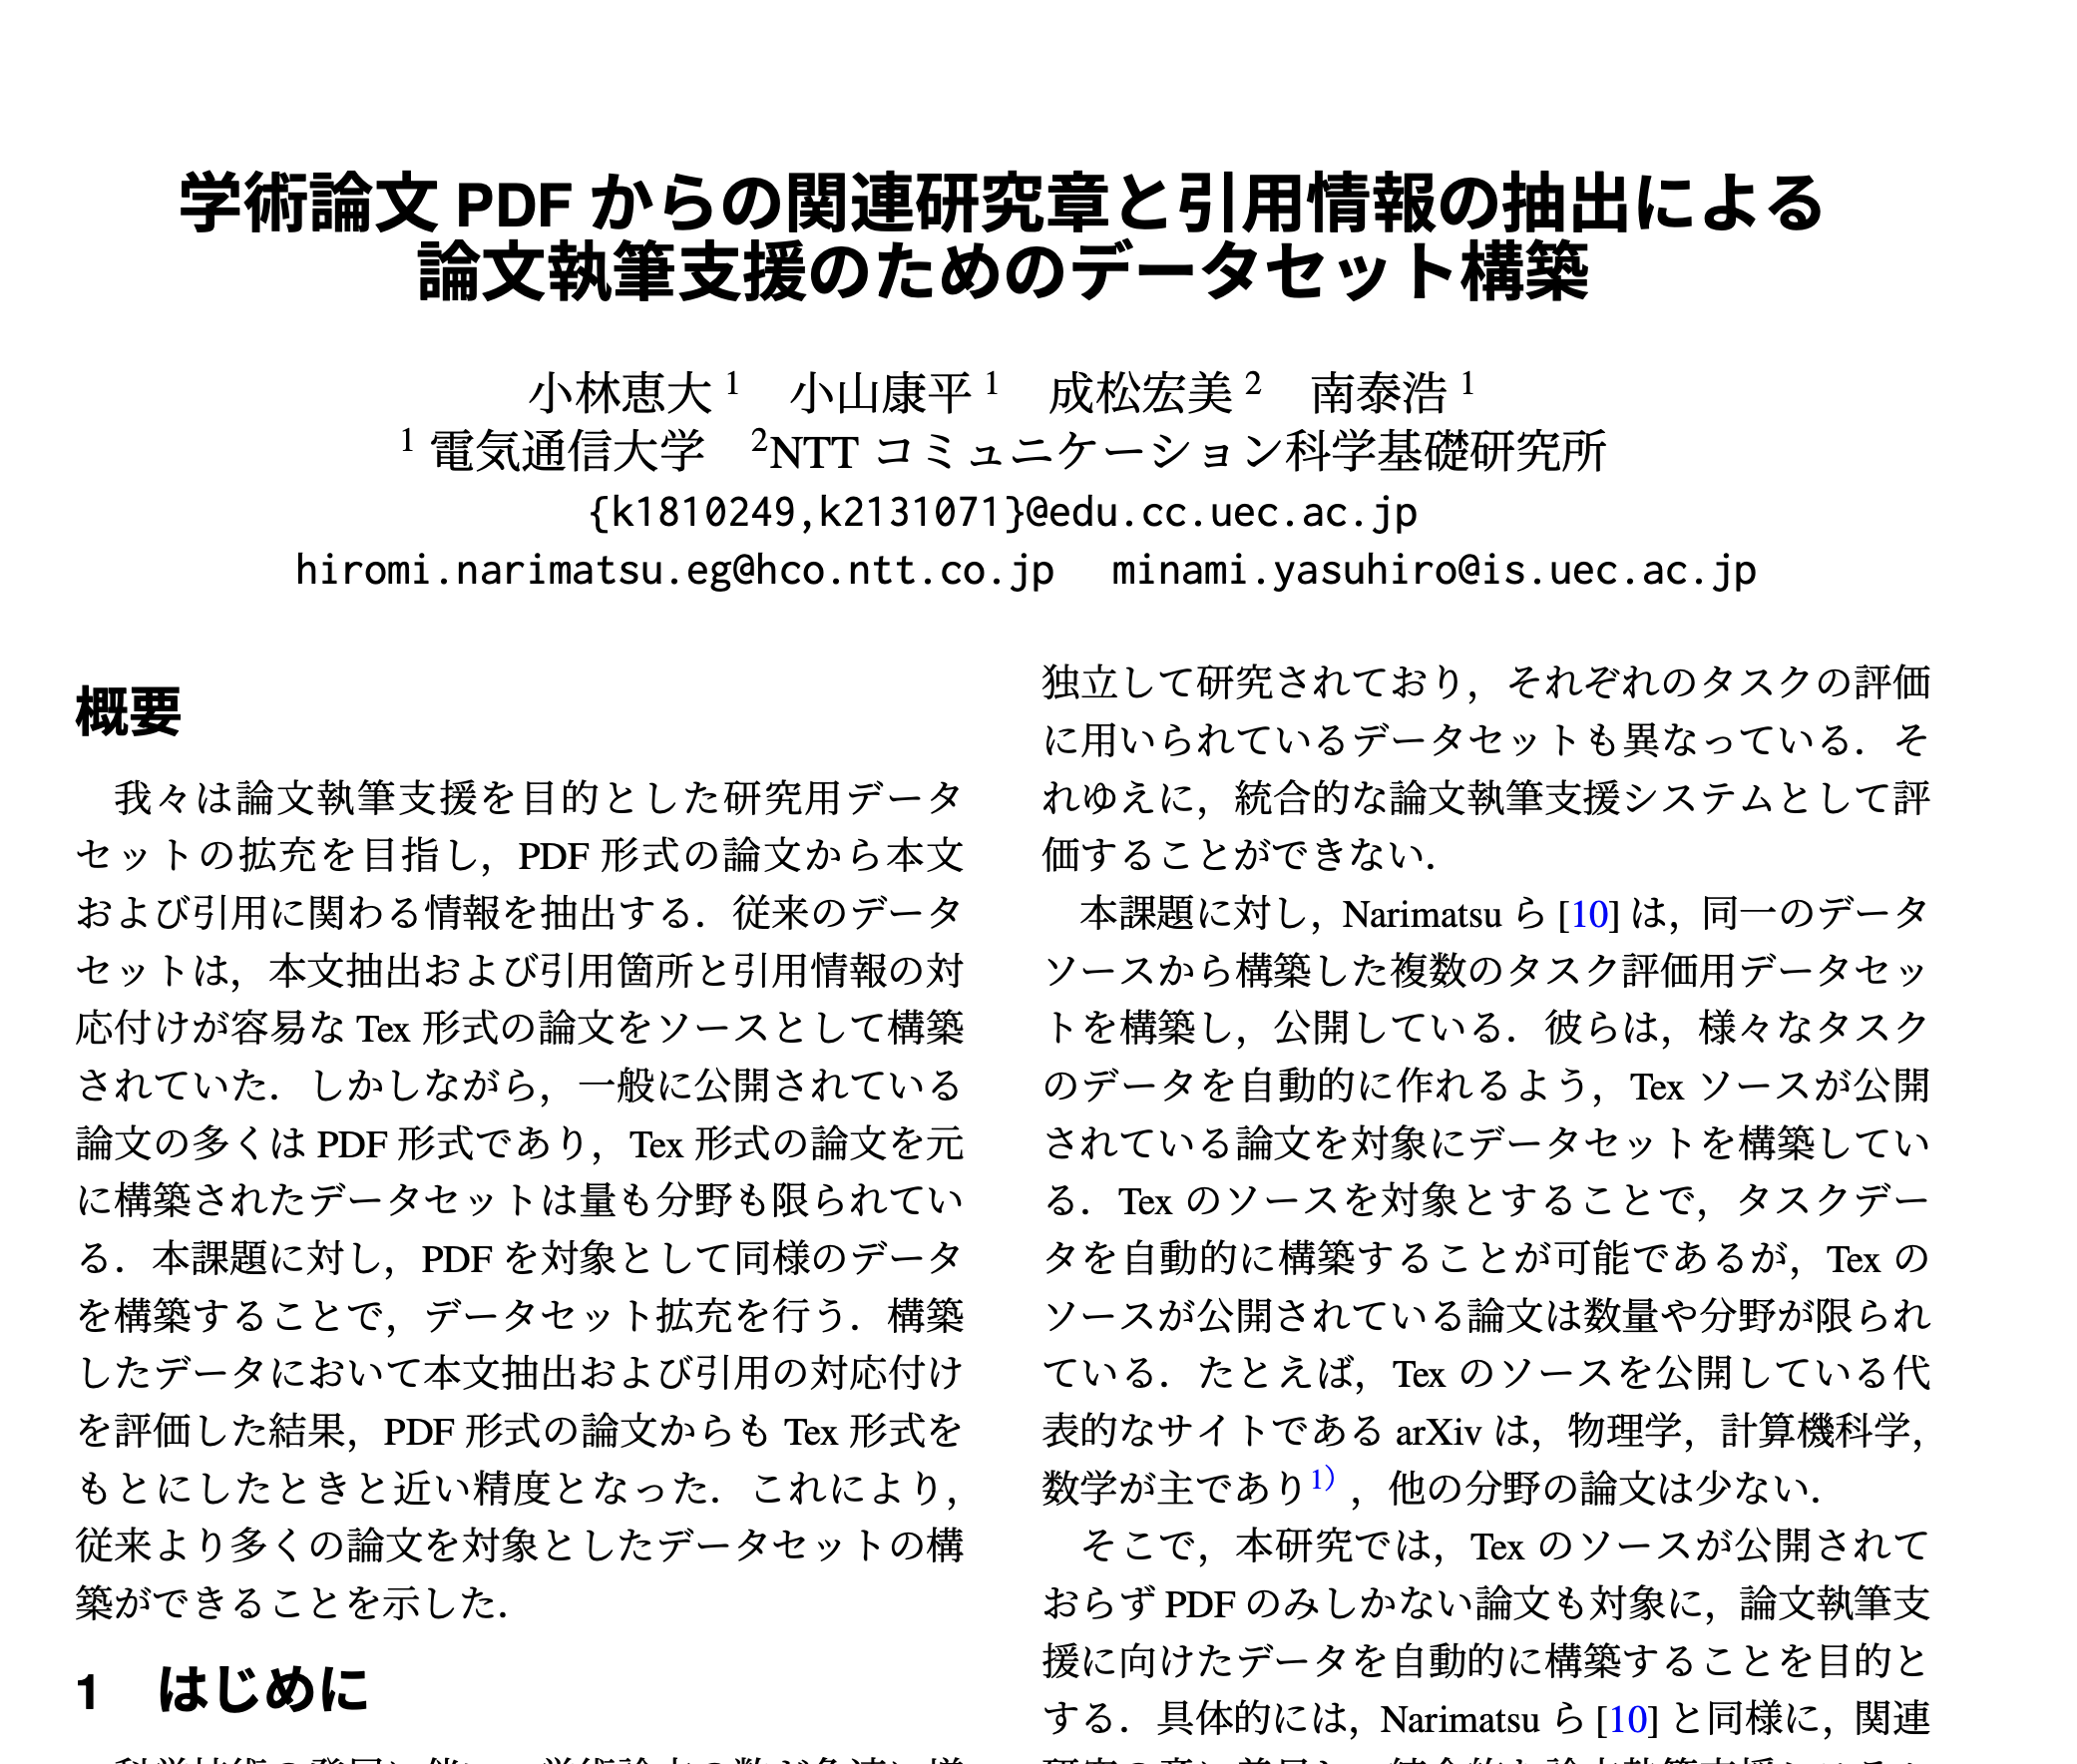 学術論文 PDF からの関連研究章と引用情報の抽出による
論文執筆支援のためのデータセット構築
小林恵大 1 小山康平 1 成松宏美 2 南泰浩 1
1 電気通信大学 2NTT コミュニケーション科学基礎研究所
{k1810249,k2131071}@edu.cc.uec.ac.jp
hiromi.narimatsu.eg@hco.ntt.co.jp minami.yasuhiro@is.uec.ac.jp
概要
我々は論文執筆支援を目的とした研究用データ
セットの拡充を目指し，PDF 形式の論文から本文
および引用に関わる情報を抽出する．従来のデータ
セットは，本文抽出および引用箇所と引用情報の対
応付けが容易な Tex 形式の論文をソースとして構築
されていた．しかしながら，一般に公開されている
論文の多くは PDF 形式であり，Tex 形式の論文を元
に構築されたデータセットは量も分野も限られてい
る．本課題に対し，PDF を対象として同様のデータ
を構築することで，データセット拡充を行う．構築
したデータにおいて本文抽出および引用の対応付け
を評価した結果，PDF 形式の論文からも Tex 形式を
もとにしたときと近い精度となった．これにより，
従来より多くの論文を対象としたデータセットの構
築ができることを示した．
1 はじめに
独立して研究されており，それぞれのタスクの評価
に用いられているデータセットも異なっている．そ
れゆえに，統合的な論文執筆支援システムとして評
価することができない．
本課題に対し，Narimatsu ら [10] は，同一のデータ
ソースから構築した複数のタスク評価用データセッ
トを構築し，公開している．彼らは，様々なタスク
のデータを自動的に作れるよう，Tex ソースが公開
されている論文を対象にデータセットを構築してい
る．Tex のソースを対象とすることで，タスクデー
タを自動的に構築することが可能であるが，Tex の
ソースが公開されている論文は数量や分野が限られ
ている．たとえば，Tex のソースを公開している代
表的なサイトである arXiv は，物理学，計算機科学，
数学が主であり1)，他の分野の論文は少ない．
そこで，本研究では，Tex のソースが公開されて
おらず PDF のみしかない論文も対象に，論文執筆支
援に向けたデータを自動的に構築することを目的と
する．具体的には，Narimatsu ら [10] と同様に，関連